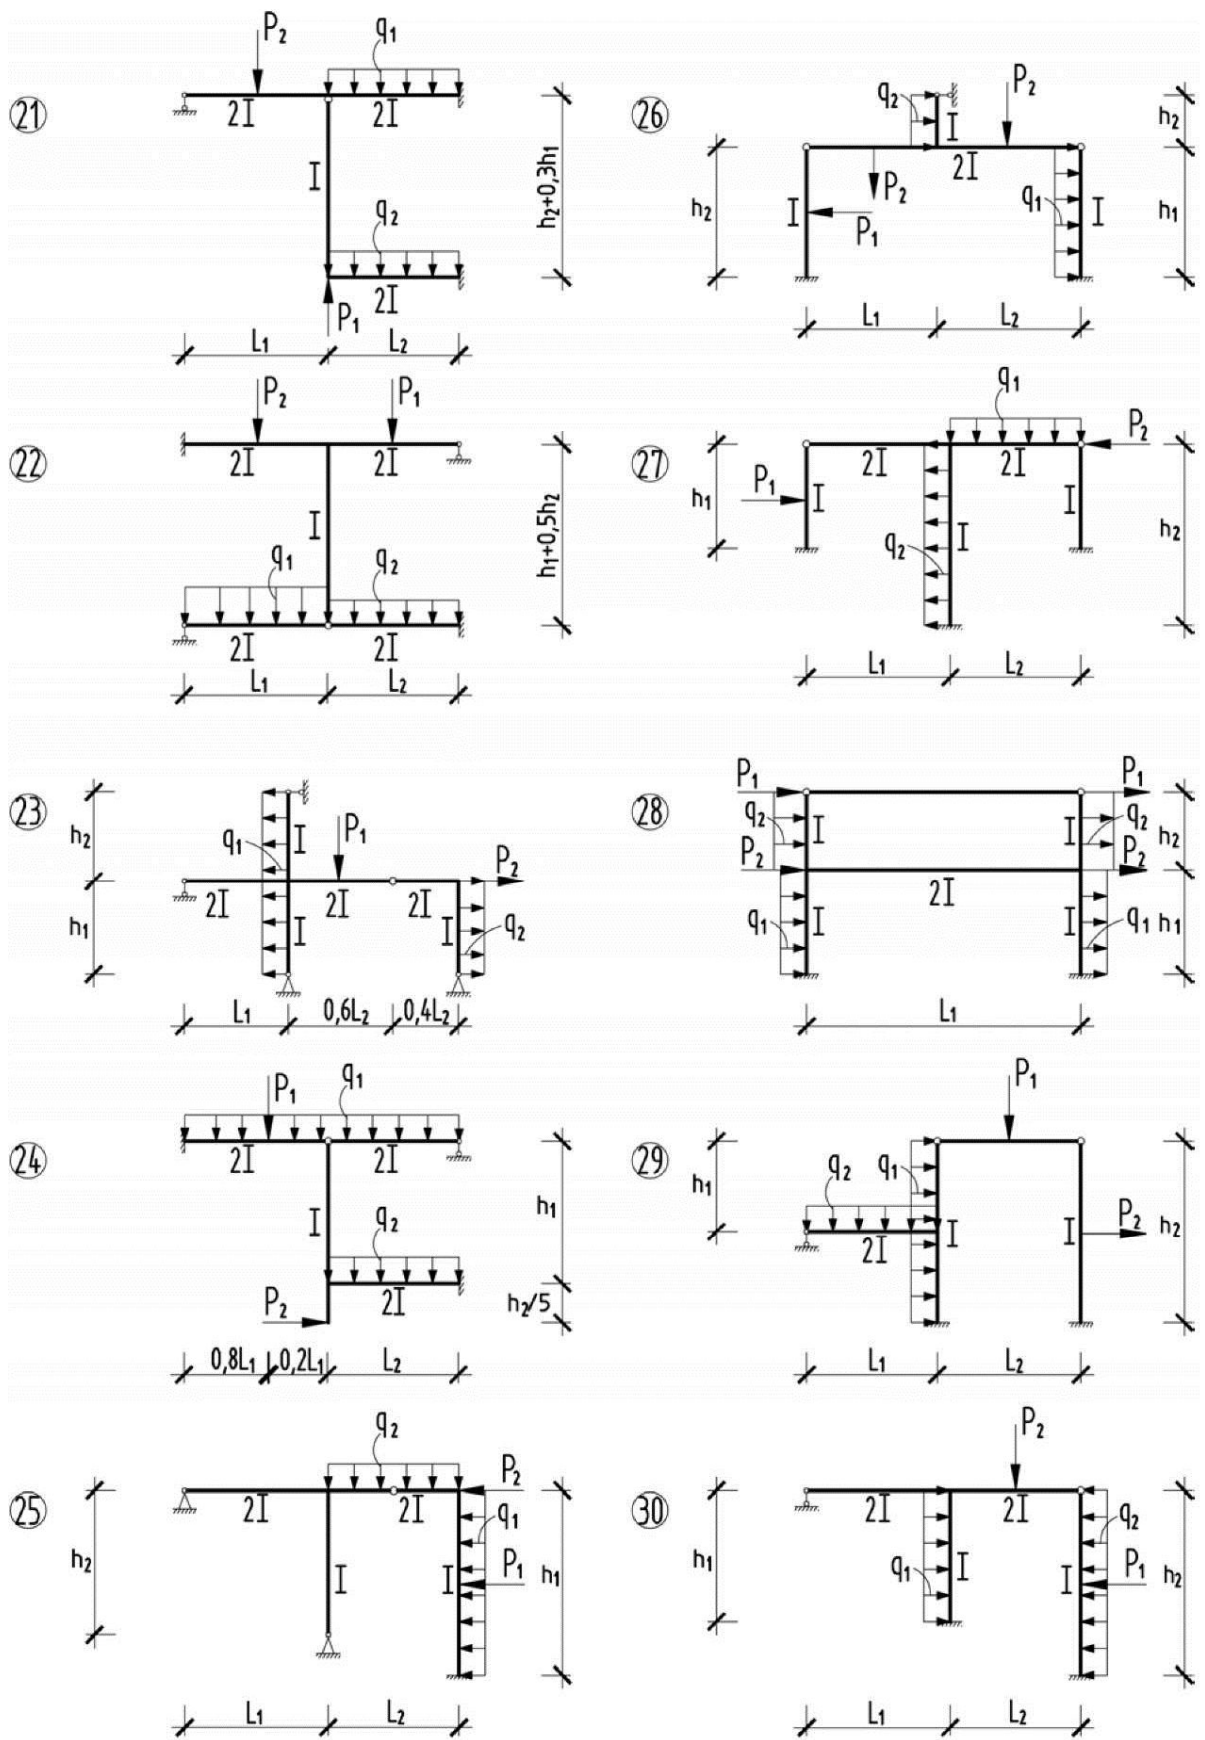 21
P₂
q₁
2I
2I
I
q₂
2I
P₁
h₂+0,3h₁
L₁
L₂
22
P₂
P₁
2I
2I
I
q₁
q₂
2I
2I
h₁+0,5h₂
L₁
L₂
23
h₂
h₁
q₁
I
P₁
P₂
2I
2I
2I
I
I
q₂
L₁
0,6L₂
0,4L₂
24
P₁
q₁
2I
2I
I
q₂
2I
P₂
h₁
h₂/5
0,8L₁
0,2L₁
L₂
25
q₂
P₂
2I
2I
q₁
h₂
I
I
P₁
h₁
L₁
L₂
26
q₂
I
P₂
h₂
2I
h₂
I
P₂
P₁
q₁
I
h₁
L₁
L₂
27
q₁
P₂
2I
2I
h₁
P₁
I
I
q₂
I
h₂
L₁
L₂
28
P₁
P₁
q₂
I
I
q₂
h₂
P₂
P₂
2I
q₁
I
I
q₁
h₁
L₁
29
P₁
h₁
q₂
q₁
2I
I
I
P₂
h₂
L₁
L₂
30
P₂
2I
2I
q₂
h₁
q₁
I
I
P₁
h₂
L₁
L₂